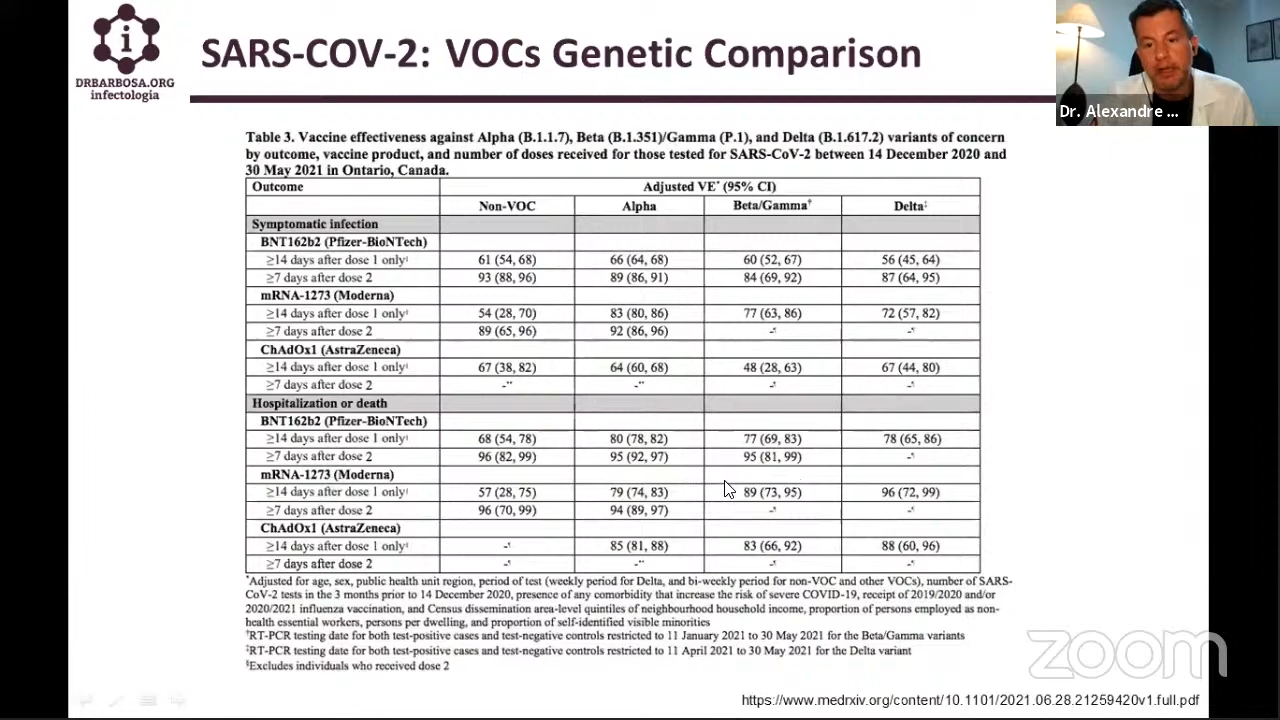 DRBARBOSA.ORG
infectologia
SARS-COV-2: VOCs Genetic Comparison
Dr. Alexandre ...
Table 3. Vaccine effectiveness against Alpha (B.1.1.7), Beta (B.1.351)/Gamma (P.1), and Delta (B.1.617.2) variants of concern
by outcome, vaccine product, and number of doses received for those tested for SARS-CoV-2 between 14 December 2020 and
30 May 2021 in Ontario, Canada.
Outcome Adjusted VE* (95% CI)
Non-VOC Alpha Beta/Gamma† Delta‡
Symptomatic infection
BNT162b2 (Pfizer-BioNTech)
≥14 days after dose 1 only 61 (54, 68) 66 (64, 68) 60 (52, 67) 56 (45, 64)
≥7 days after dose 2 93 (88, 96) 89 (86, 91) 84 (69, 92) 87 (64, 95)
mRNA-1273 (Moderna)
≥14 days after dose 1 only 54 (28, 70) 83 (80, 86) 77 (63, 86) 72 (57, 82)
≥7 days after dose 2 89 (65, 96) 92 (86, 96) - -
ChAdOx1 (AstraZeneca)
≥14 days after dose 1 only 67 (38, 82) 64 (60, 68) 48 (28, 63) 67 (44, 80)
≥7 days after dose 2 - - - -
Hospitalization or death
BNT162b2 (Pfizer-BioNTech)
≥14 days after dose 1 only 68 (54, 78) 80 (78, 82) 77 (69, 83) 78 (65, 86)
≥7 days after dose 2 96 (82, 99) 95 (92, 97) 95 (81, 99) -
mRNA-1273 (Moderna)
≥14 days after dose 1 only 57 (28, 75) 79 (74, 83) 89 (73, 95) 96 (72, 99)
≥7 days after dose 2 96 (70, 99) 94 (89, 97) - -
ChAdOx1 (AstraZeneca)
≥14 days after dose 1 only - 85 (81, 88) 83 (66, 92) 88 (60, 96)
≥7 days after dose 2 - - - -
*Adjusted for age, sex, public health unit region, period of test (weekly period for Delta, and bi-weekly period for non-VOC and other VOCs), number of SARS-
CoV-2 tests in the 3 months prior to 14 December 2020, presence of any comorbidity that increase the risk of severe COVID-19, receipt of 2019/2020 and/or
2020/2021 influenza vaccination, and Census dissemination area-level quintiles of neighbourhood household income, proportion of persons employed as non-
health essential workers, persons per dwelling, and proportion of self-identified visible minorities
†RT-PCR testing date for both test-positive cases and test-negative controls restricted to 11 January 2021 to 30 May 2021 for the Beta/Gamma variants
‡RT-PCR testing date for both test-positive cases and test-negative controls restricted to 11 April 2021 to 30 May 2021 for the Delta variant
§Excludes individuals who received dose 2
zoom
https://www.medrxiv.org/content/10.1101/2021.06.28.21259420v1.full.pdf